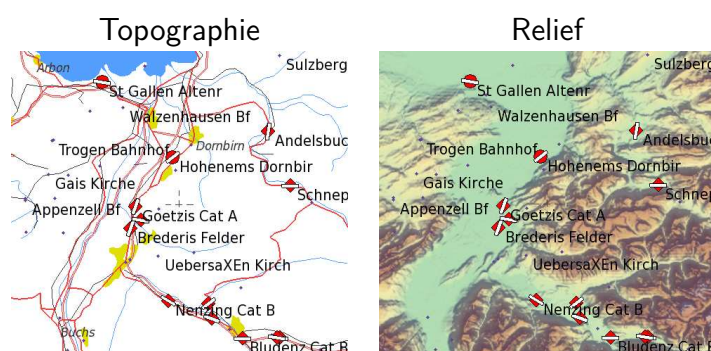 Topographie
Relief
Arbon
Sulzberg
St Gallen Altenr
Walzenhausen Bf
Dornbirn
Andelsbuc
Trogen Bahnhof
Hohenems Dornbir
Gais Kirche
Schnep
Appenzell Bf
Goetzis Cat A
Brederis Felder
UebersaXEn Kirch
Nenzing Cat B
Buchs
Bludenz Cat B
Sulzberg
St Gallen Altenr
Walzenhausen Bf
Andelsbuc
Trogen Bahnhof
Hohenems Dornbir
Gais Kirche
Schnep
Appenzell Bf
Goetzis Cat A
Brederis Felder
UebersaXEn Kirch
Nenzing Cat B
Bludenz Cat B